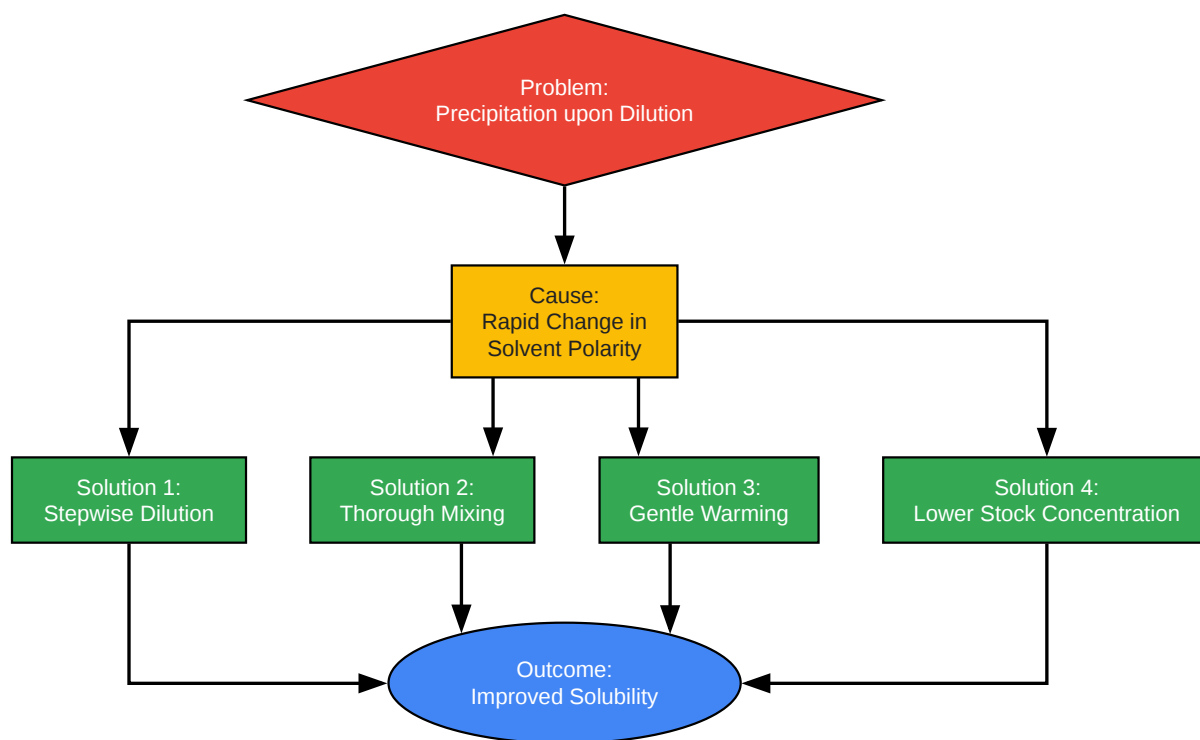 Problem:
Precipitation upon Dilution
Cause:
Rapid Change in
Solvent Polarity
Solution 1:
Stepwise Dilution
Solution 2:
Thorough Mixing
Solution 3:
Gentle Warming
Solution 4:
Lower Stock Concentration
Outcome:
Improved Solubility